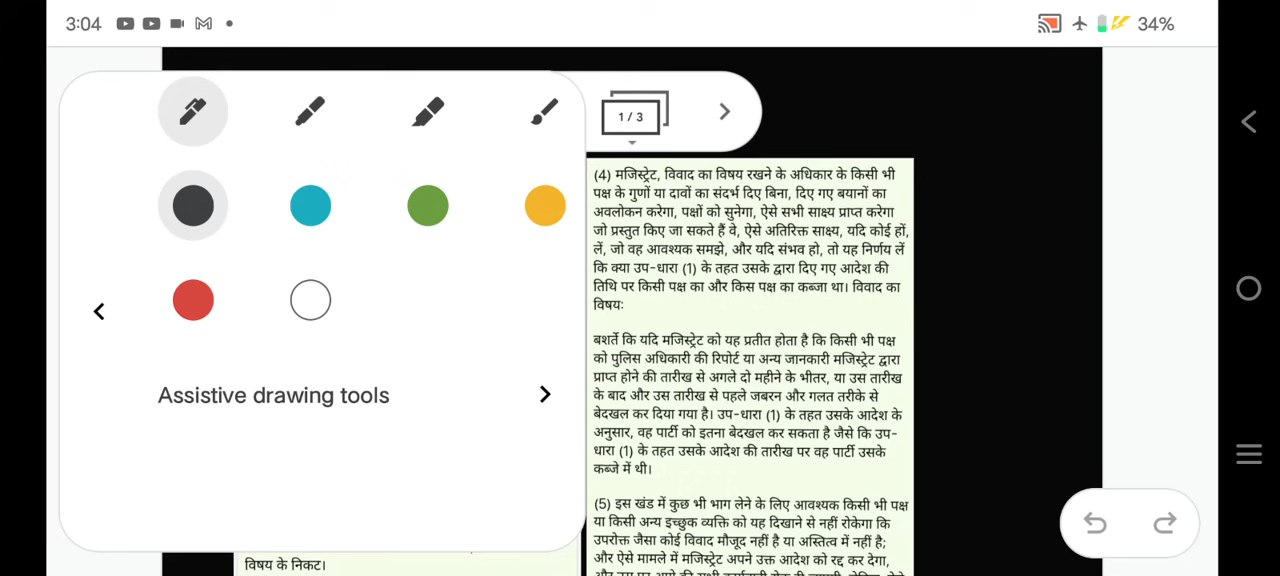 3:04
34%
1 / 3
Assistive drawing tools
विषय के निकट।
(4) मजिस्ट्रेट, विवाद का विषय रखने के अधिकार के किसी भी
पक्ष के गुणों या दावों का संदर्भ दिए बिना, दिए गए बयानों का
अवलोकन करेगा, पक्षों को सुनेगा, ऐसे सभी साक्ष्य प्राप्त करेगा
जो प्रस्तुत किए जा सकते हैं वे, ऐसे अतिरिक्त साक्ष्य, यदि कोई हों,
लें, जो वह आवश्यक समझे, और यदि संभव हो, तो यह निर्णय लें
कि क्या उप-धारा (1) के तहत उसके द्वारा दिए गए आदेश की
तिथि पर किसी पक्ष का और किस पक्ष का कब्जा था। विवाद का
विषय:
बशर्ते कि यदि मजिस्ट्रेट को यह प्रतीत होता है कि किसी भी पक्ष
को पुलिस अधिकारी की रिपोर्ट या अन्य जानकारी मजिस्ट्रेट द्वारा
प्राप्त होने की तारीख से अगले दो महीने के भीतर, या उस तारीख
के बाद और उस तारीख से पहले जबरन और गलत तरीके से
बेदखल कर दिया गया है। उप-धारा (1) के तहत उसके आदेश के
अनुसार, वह पार्टी को इतना बेदखल कर सकता है जैसे कि उप-
धारा (1) के तहत उसके आदेश की तारीख पर वह पार्टी उसके
कब्जे में थी।
(5) इस खंड में कुछ भी भाग लेने के लिए आवश्यक किसी भी पक्ष
या किसी अन्य इच्छुक व्यक्ति को यह दिखाने से नहीं रोकेगा कि
उपरोक्त जैसा कोई विवाद मौजूद नहीं है या अस्तित्व में नहीं है;
और ऐसे मामले में मजिस्ट्रेट अपने उक्त आदेश को रद्द कर देगा,